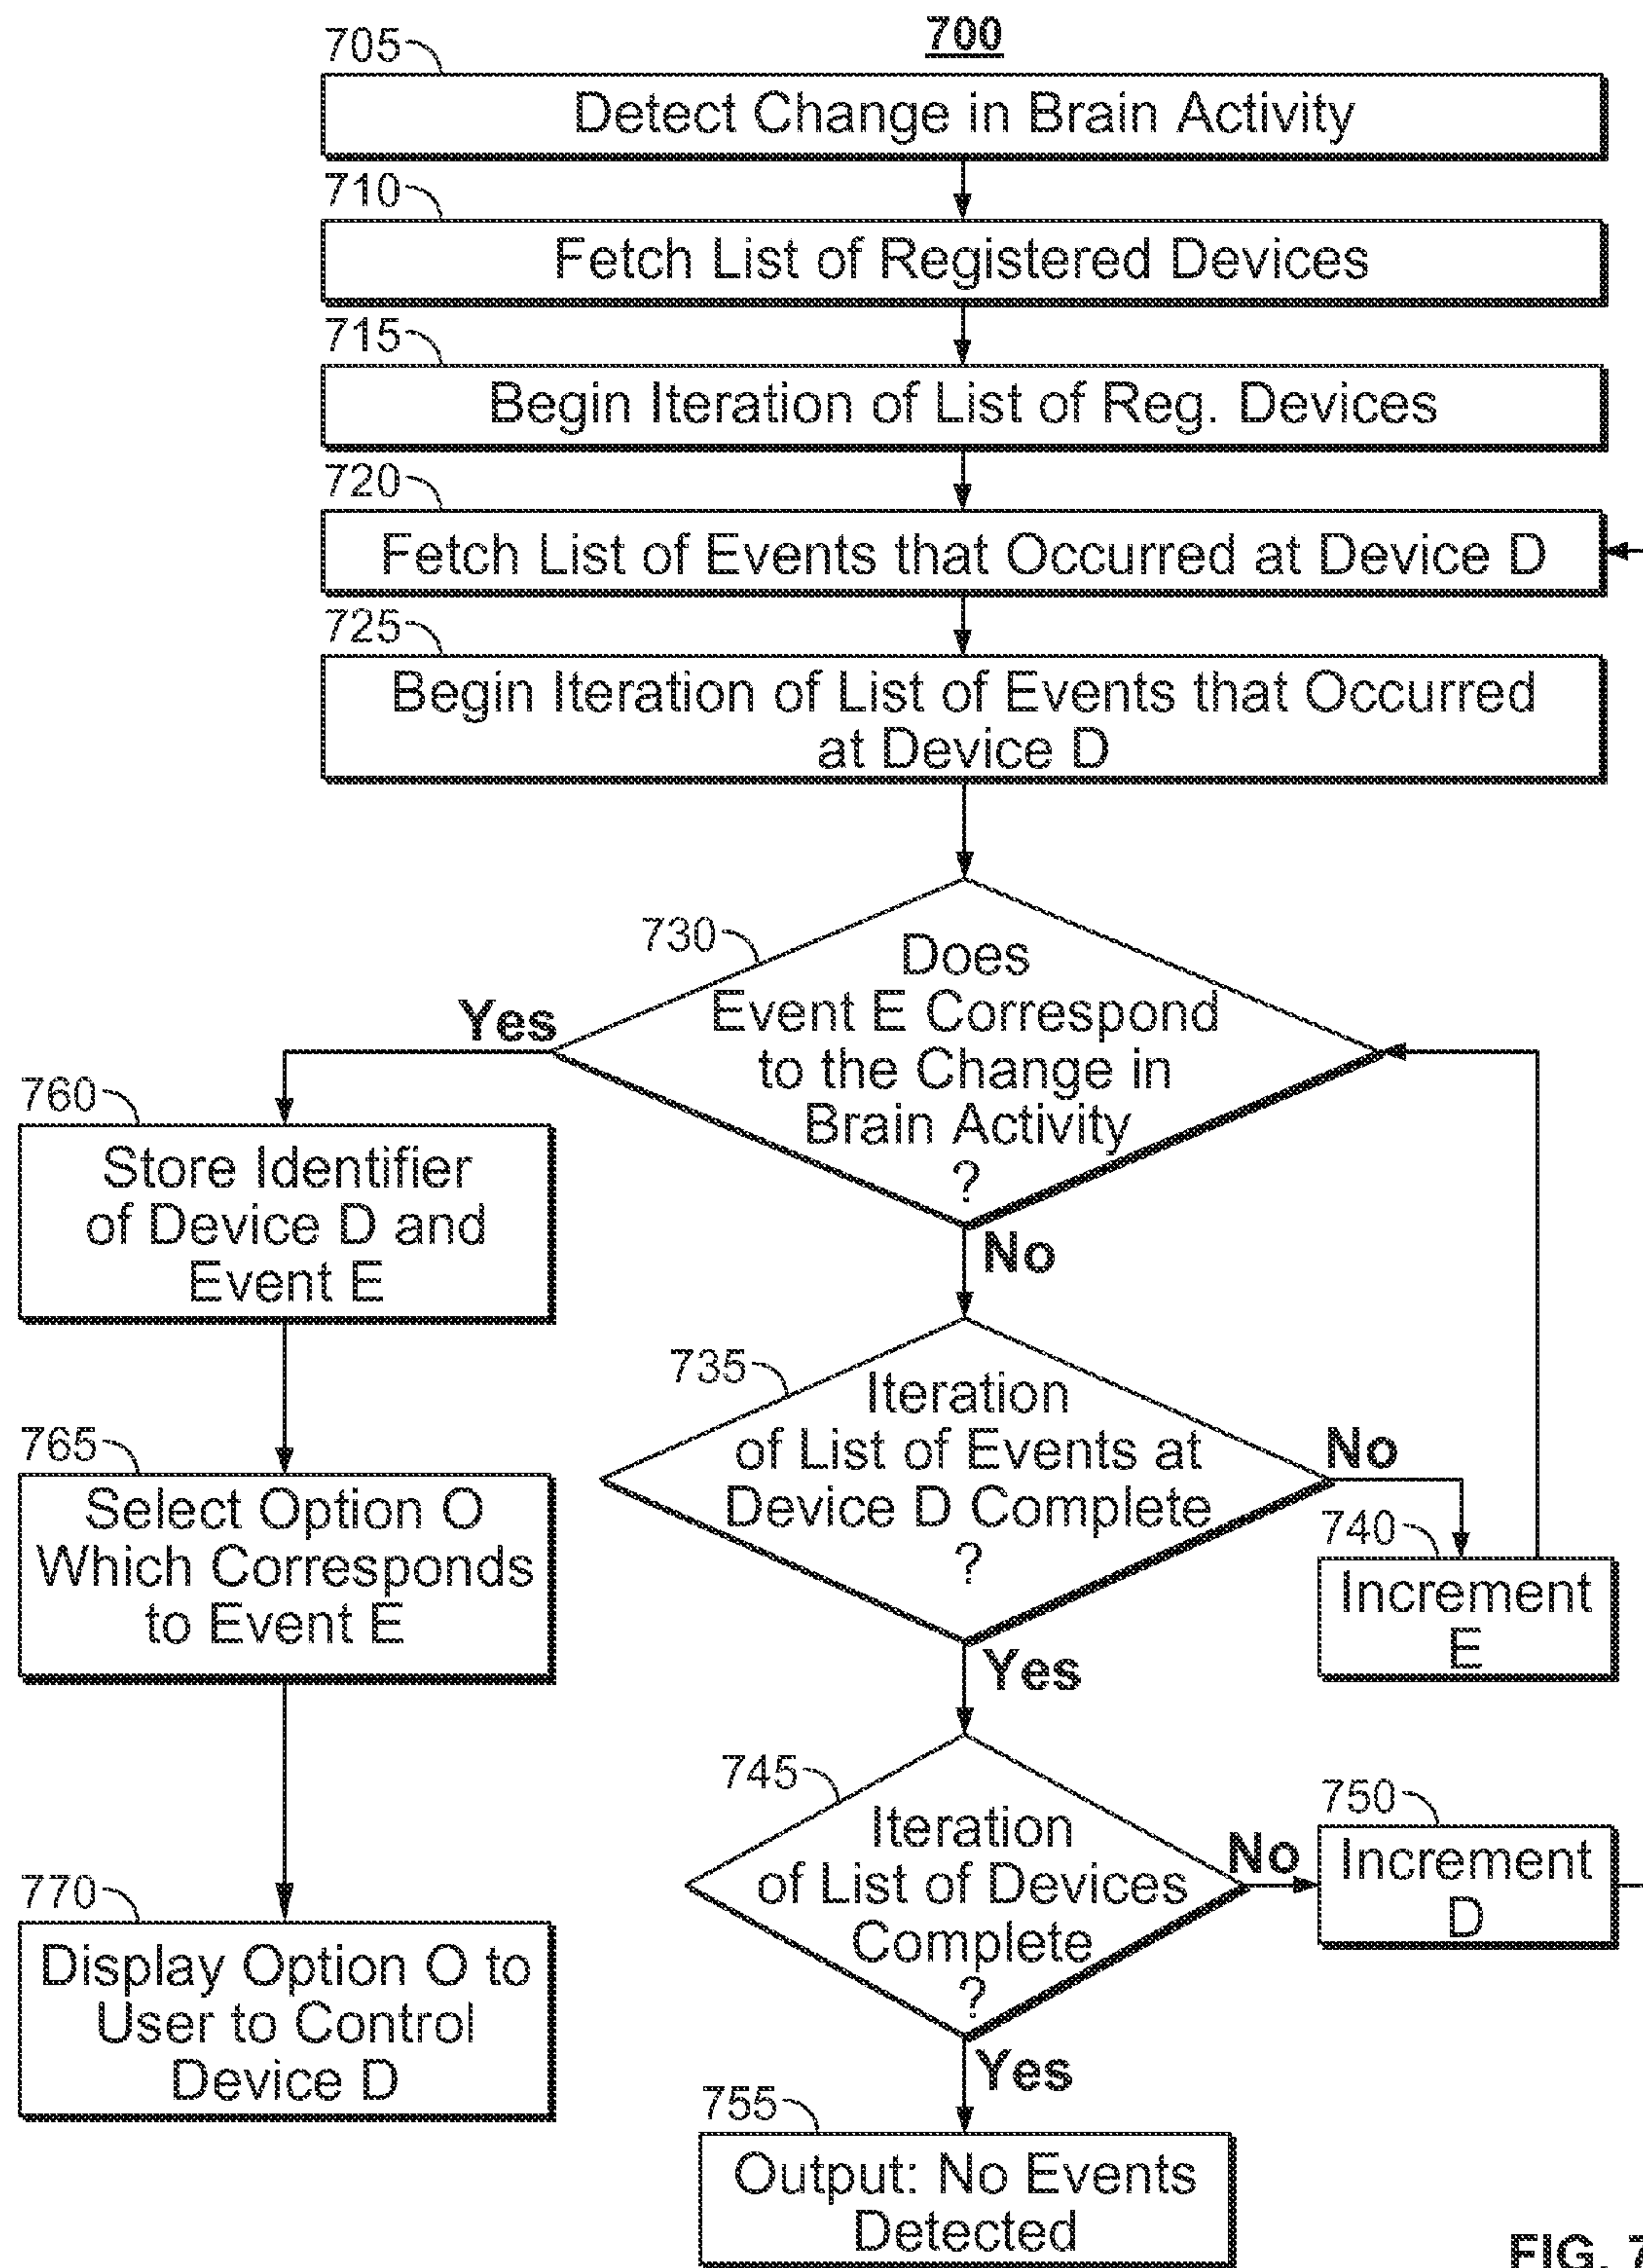 700
705
Detect Change in Brain Activity
710
Fetch List of Registered Devices
715
Begin Iteration of List of Reg. Devices
720
Fetch List of Events that Occurred at Device D
725
Begin Iteration of List of Events that Occurred
at Device D
730
Does
Event E Correspond
to the Change in
Brain Activity
?
Yes
No
760
Store Identifier
of Device D and
Event E
735
Iteration
of List of Events at
Device D Complete
?
No
Yes
740
Increment
E
765
Select Option O
Which Corresponds
to Event E
745
Iteration
of List of Devices
Complete
?
No
Yes
750
Increment
D
770
Display Option O to
User to Control
Device D
755
Output: No Events
Detected
FIG. 7